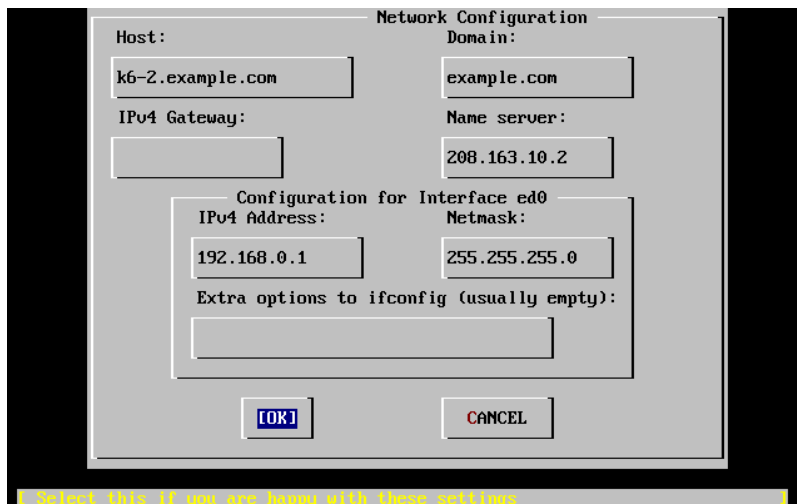 Network Configuration
Host: Domain:
k6-2.example.com example.com
IPv4 Gateway: Name server:
208.163.10.2
Configuration for Interface ed0
IPv4 Address: Netmask:
192.168.0.1 255.255.255.0
Extra options to ifconfig (usually empty):
[OK] CANCEL
[ Select this if you are happy with these settings ]